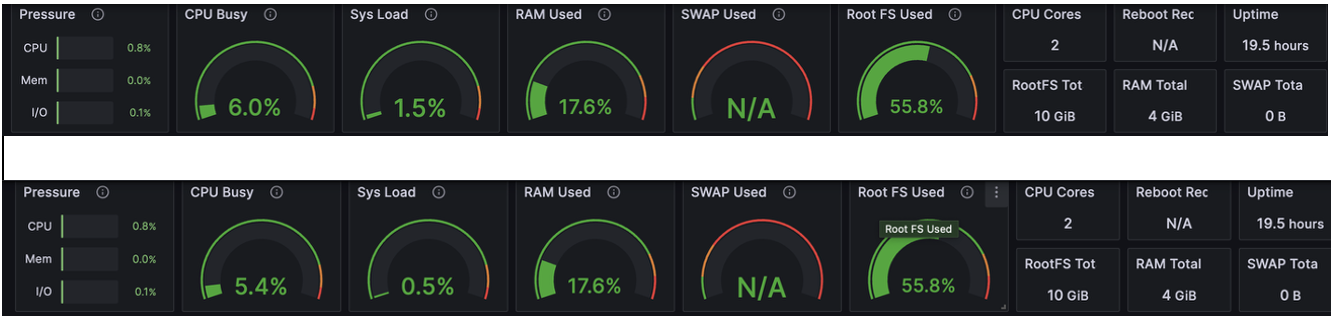 Pressure CPU Busy Sys Load RAM Used SWAP Used Root FS Used CPU Cores Reboot Rec Uptime
CPU 0.8%
Mem 0.0%
I/O 0.1%
6.0% 1.5% 17.6% N/A 55.8%
2 N/A 19.5 hours
RootFS Tot RAM Total SWAP Tota
10 GiB 4 GiB 0 B
Pressure CPU Busy Sys Load RAM Used SWAP Used Root FS Used CPU Cores Reboot Rec Uptime
CPU 0.8%
Mem 0.0%
I/O 0.1%
Root FS Used
5.4% 0.5% 17.6% N/A 55.8%
2 N/A 19.5 hours
RootFS Tot RAM Total SWAP Tota
10 GiB 4 GiB 0 B